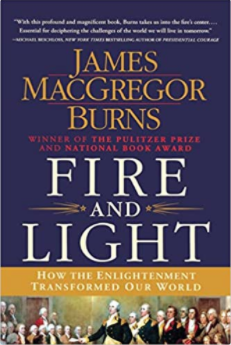 "With this profound and magnificent book, Burns takes us into the fire's center....
Essential for deciphering the challenges of the world we will live in tomorrow."
—MICHAEL BESCHLOSS, NEW YORK TIMES BESTSELLING AUTHOR OF PRESIDENTIAL COURAGE
JAMES
MACGREGOR
BURNS
WINNER OF THE PULITZER PRIZE
AND NATIONAL BOOK AWARD
FIRE
AND
LIGHT
HOW THE ENLIGHTENMENT
TRANSFORMED OUR WORLD